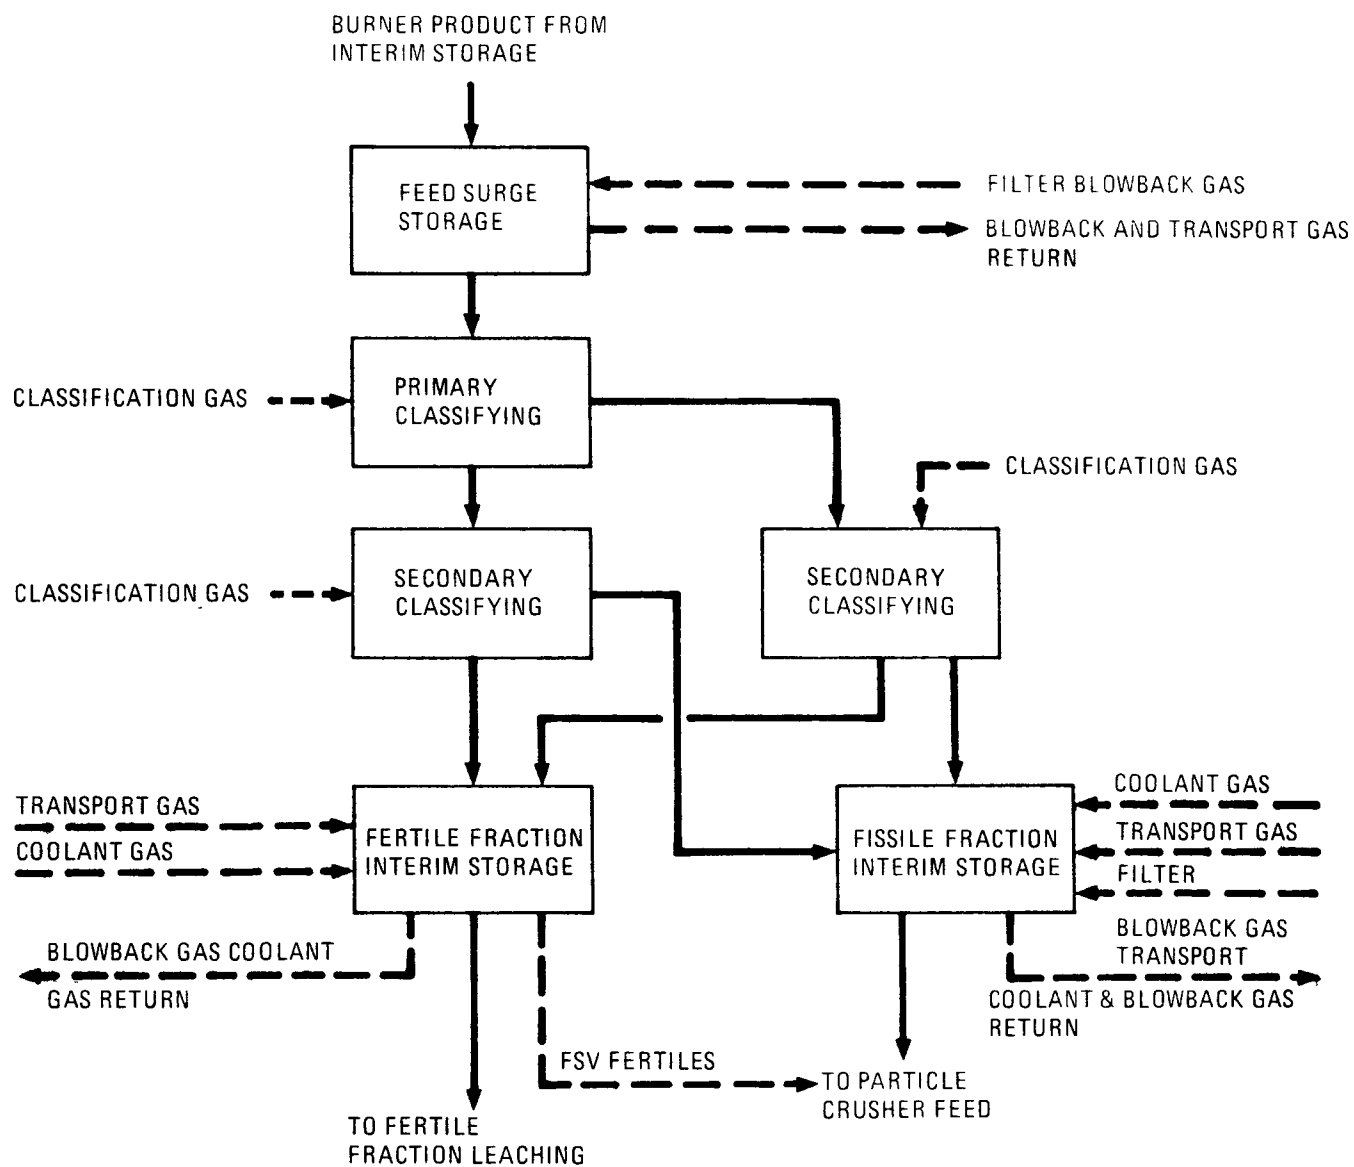 BURNER PRODUCT FROM
INTERIM STORAGE
FEED SURGE
STORAGE
FILTER BLOWBACK GAS
BLOWBACK AND TRANSPORT GAS
RETURN
CLASSIFICATION GAS
PRIMARY
CLASSIFYING
CLASSIFICATION GAS
CLASSIFICATION GAS
SECONDARY
CLASSIFYING
SECONDARY
CLASSIFYING
TRANSPORT GAS
COOLANT GAS
FERTILE FRACTION
INTERIM STORAGE
FISSILE FRACTION
INTERIM STORAGE
COOLANT GAS
TRANSPORT GAS
FILTER
BLOWBACK GAS
TRANSPORT
BLOWBACK GAS COOLANT
GAS RETURN
COOLANT & BLOWBACK GAS
RETURN
FSV FERTILES
TO PARTICLE
CRUSHER FEED
TO FERTILE
FRACTION LEACHING